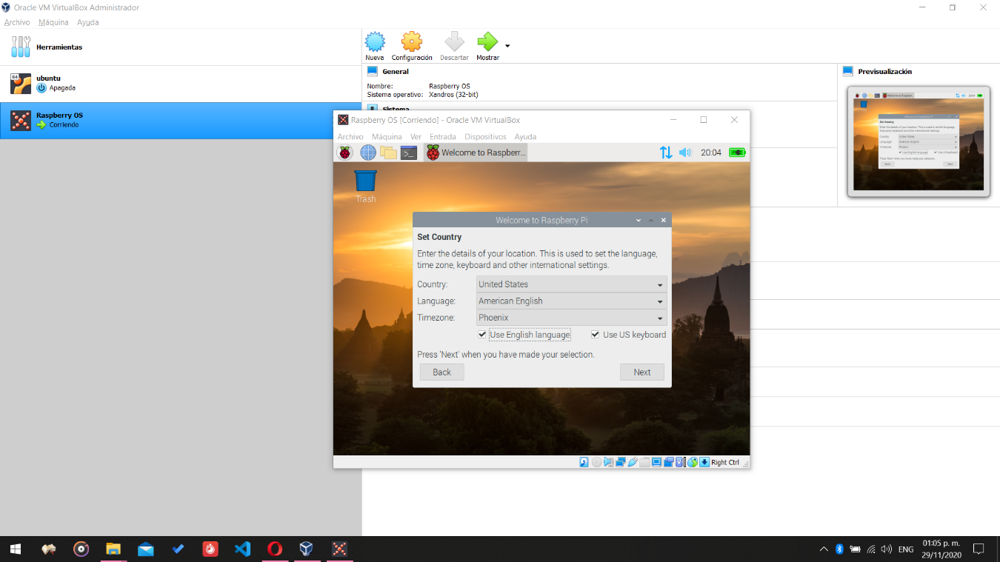 Oracle VM VirtualBox Administrador
Archivo Máquina Ayuda
Herramientas
Nueva Configuración Descartar Mostrar
64
ubuntu
Apagada
Raspberry OS
Corriendo
General
Nombre: Raspberry OS
Sistema operativo: Xandros (32-bit)
Sistema
Previsualización
Raspberry OS [Corriendo] - Oracle VM VirtualBox
Archivo Máquina Ver Entrada Dispositivos Ayuda
Welcome to Raspberr... 20:04
Trash
Welcome to Raspberry Pi
Set Country
Enter the details of your location. This is used to set the language,
time zone, keyboard and other international settings.
Country: United States
Language: American English
Timezone: Phoenix
Use English language Use US keyboard
Press 'Next' when you have made your selection.
Back Next
Right Ctrl
ENG
01:05 p. m.
29/11/2020